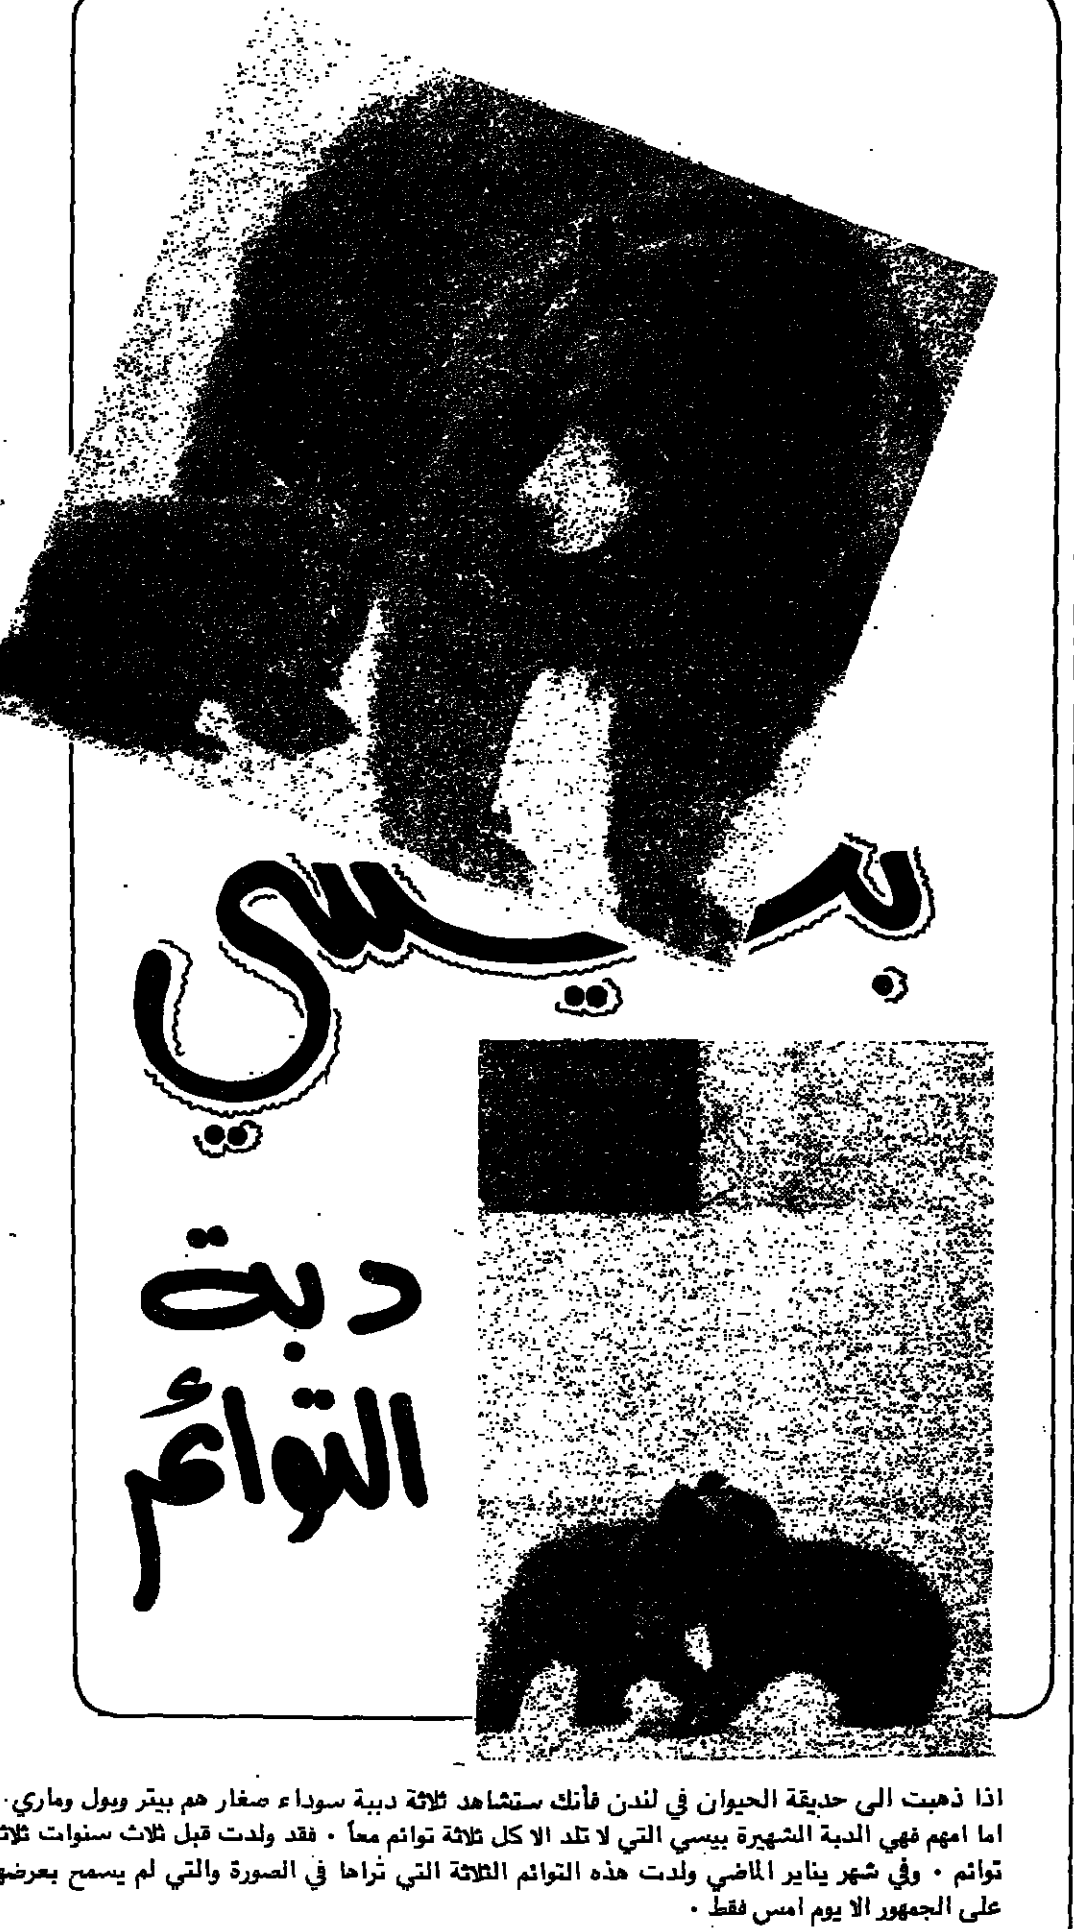 بيسي
دبة
التوائم
اذا ذهبت الى حديقة الحيوان في لندن فأنك ستشاهد ثلاثة دببة سوداء صغار هم بيتر وبول وماري.
اما امهم فهي الدبة الشهيرة بيسي التي لا تلد الا كل ثلاثة توائم معاً . فقد ولدت قبل ثلاث سنوات
توائم . وفي شهر يناير الماضي ولدت هذه التوائم الثلاثة التي تراها في الصورة والتي لم يسمح
على الجمهور الا يوم امس فقط .